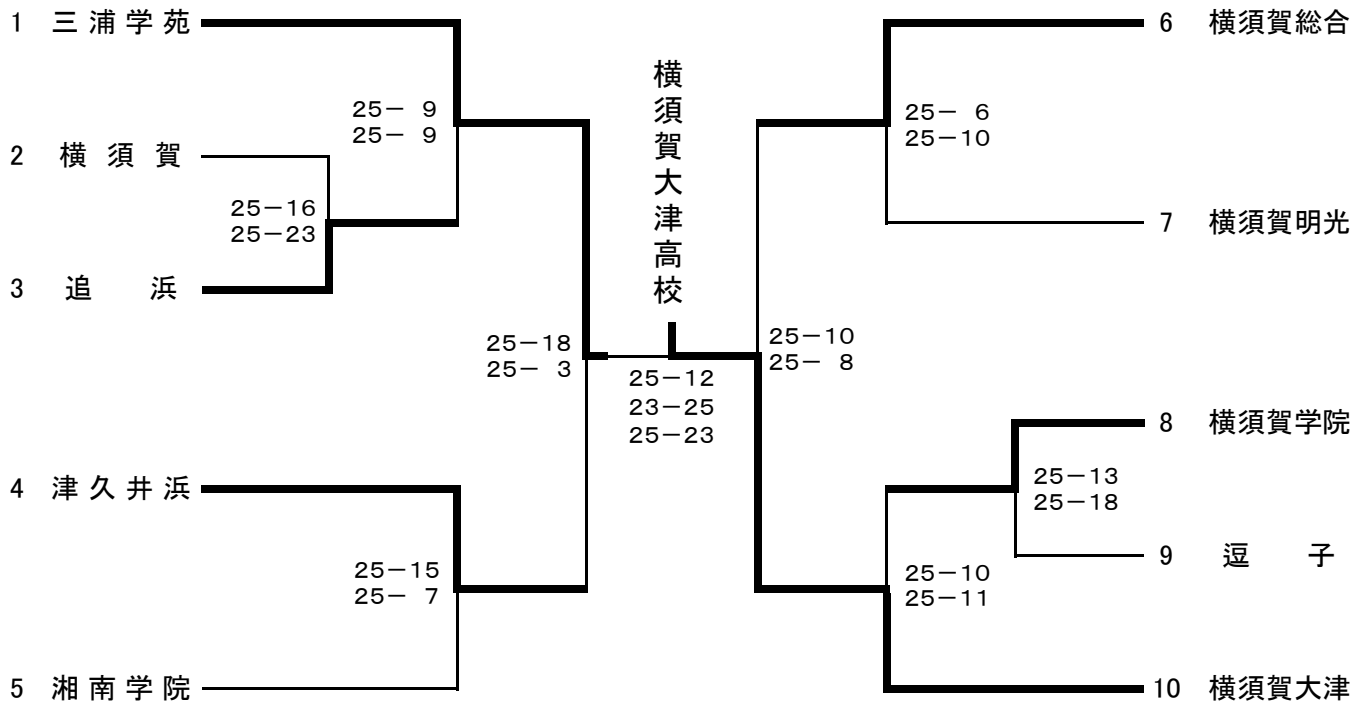 1 三浦学苑
25－ 9
25－ 9
2 横須賀
25－16
25－23
3 追浜
25－18
25－ 3
4 津久井浜
25－15
25－ 7
5 湘南学院
横須賀大津高校
25－12
23－25
25－23
6 横須賀総合
25－ 6
25－10
7 横須賀明光
25－10
25－ 8
8 横須賀学院
25－13
25－18
9 逗子
25－10
25－11
10 横須賀大津